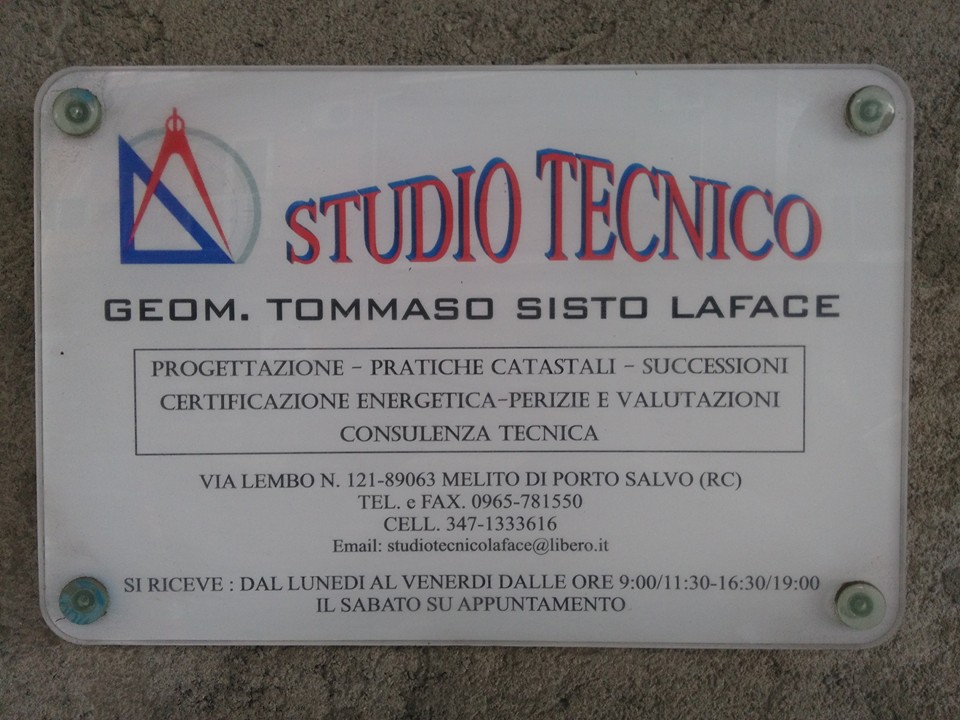 STUDIO TECNICO
GEOM. TOMMASO SISTO LAFACE
PROGETTAZIONE - PRATICHE CATASTALI - SUCCESSIONI
CERTIFICAZIONE ENERGETICA-PERIZIE E VALUTAZIONI
CONSULENZA TECNICA
VIA LEMBO N. 121-89063 MELITO DI PORTO SALVO (RC)
TEL. e FAX. 0965-781550
CELL. 347-1333616
Email: studiotecnicolaface@libero.it
SI RICEVE : DAL LUNEDI AL VENERDI DALLE ORE 9:00/11:30-16:30/19:00
IL SABATO SU APPUNTAMENTO